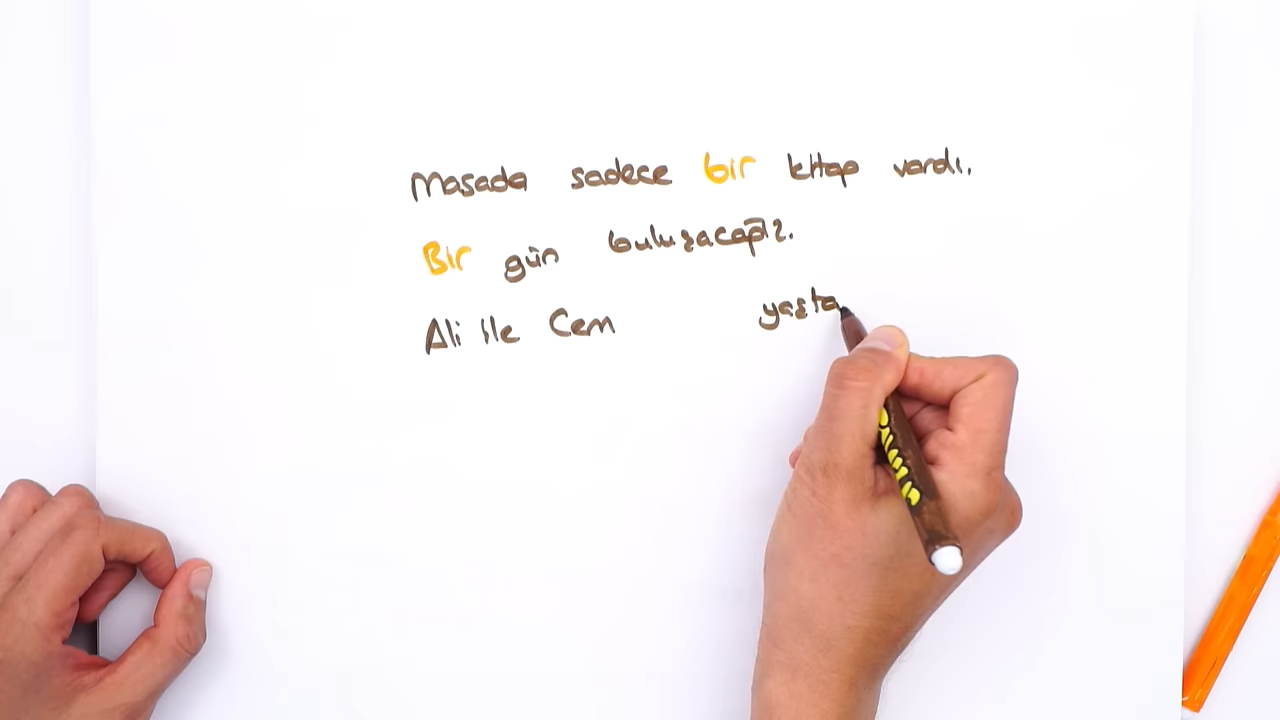 Masada sadece bir kitap vardı.
Bir gün buluşacağız.
Ali ile Cem yaşta